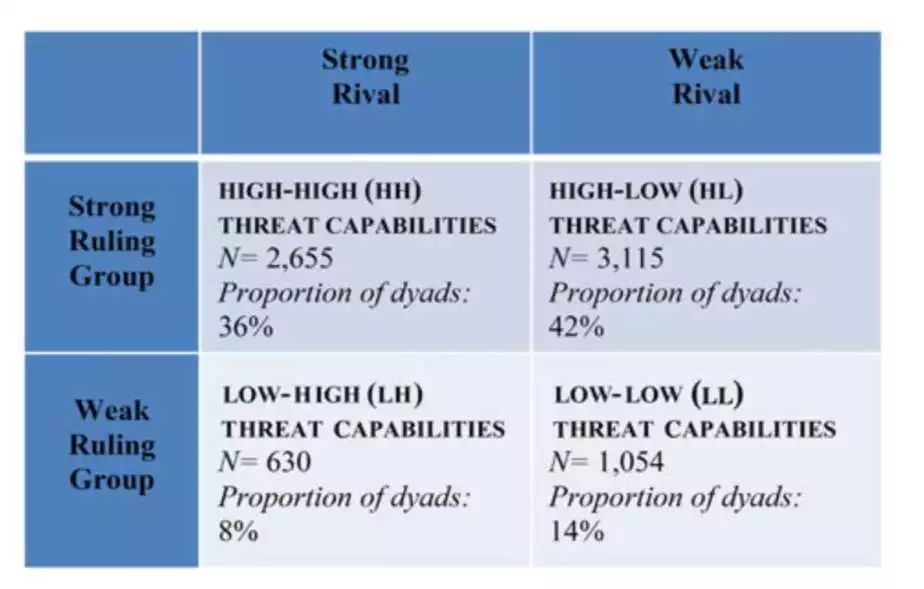 Strong
Rival
Weak
Rival
Strong
Ruling
Group
HIGH-HIGH (HH)
THREAT CAPABILITIES
N= 2,655
Proportion of dyads:
36%
HIGH-LOW (HL)
THREAT CAPABILITIES
N= 3,115
Proportion of dyads:
42%
Weak
Ruling
Group
LOW-HIGH (LH)
THREAT CAPABILITIES
N= 630
Proportion of dyads:
8%
LOW-LOW (LL)
THREAT CAPABILITIES
N= 1,054
Proportion of dyads:
14%